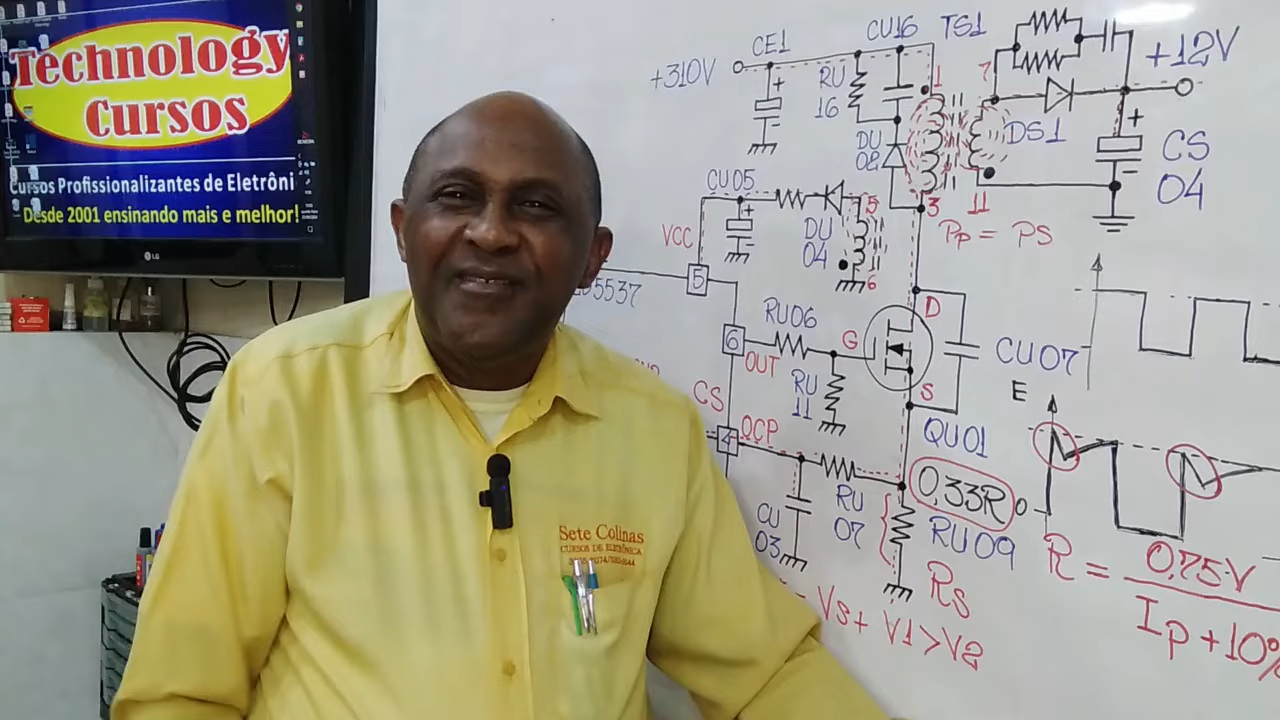 Technology
Cursos
Cursos Profissionalizantes de Eletrôni
Desde 2001 ensinando mais e melhor!
LG
Sete Colinas
CURSOS DE ELETRÔNICA
+310V
CE1
RU
16
CU16
TS1
1
7
+12V
DS1
CS
04
DU
02
3
11
PP = PS
CU05
VCC
DU
04
5
6
5
5537
6
OUT
RU06
G
D
S
RU
11
CU07
CS
4
OCP
QU01
CU
03
RU
07
0,33R
RU09
RS
E
0
R = 0,75V
IP + 10%
VS + V1 > V2